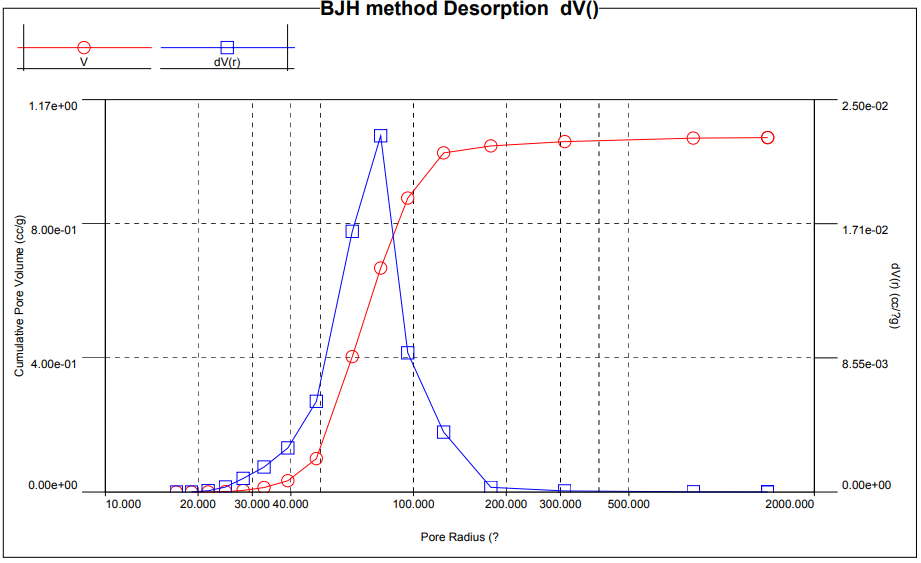 BJH method Desorption dV()
V
dV(r)
1.17e+00
2.50e-02
8.00e-01
1.71e-02
Cumulative Pore Volume (cc/g)
dV(r) (cc/?g)
4.00e-01
8.55e-03
0.00e+00
0.00e+00
10.000 20.000 30.000 40.000 100.000 200.000 300.000 500.000 2000.000
Pore Radius (?